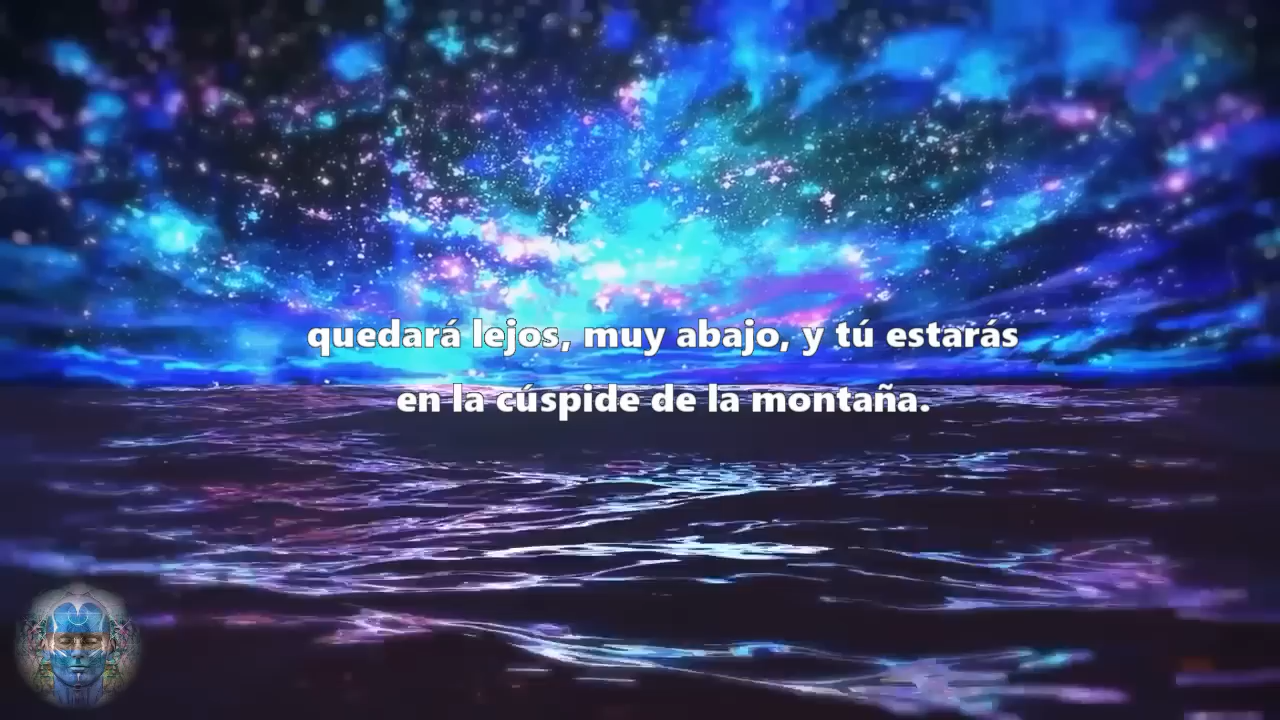 quedará lejos, muy abajo, y tú estarás
en la cúspide de la montaña.